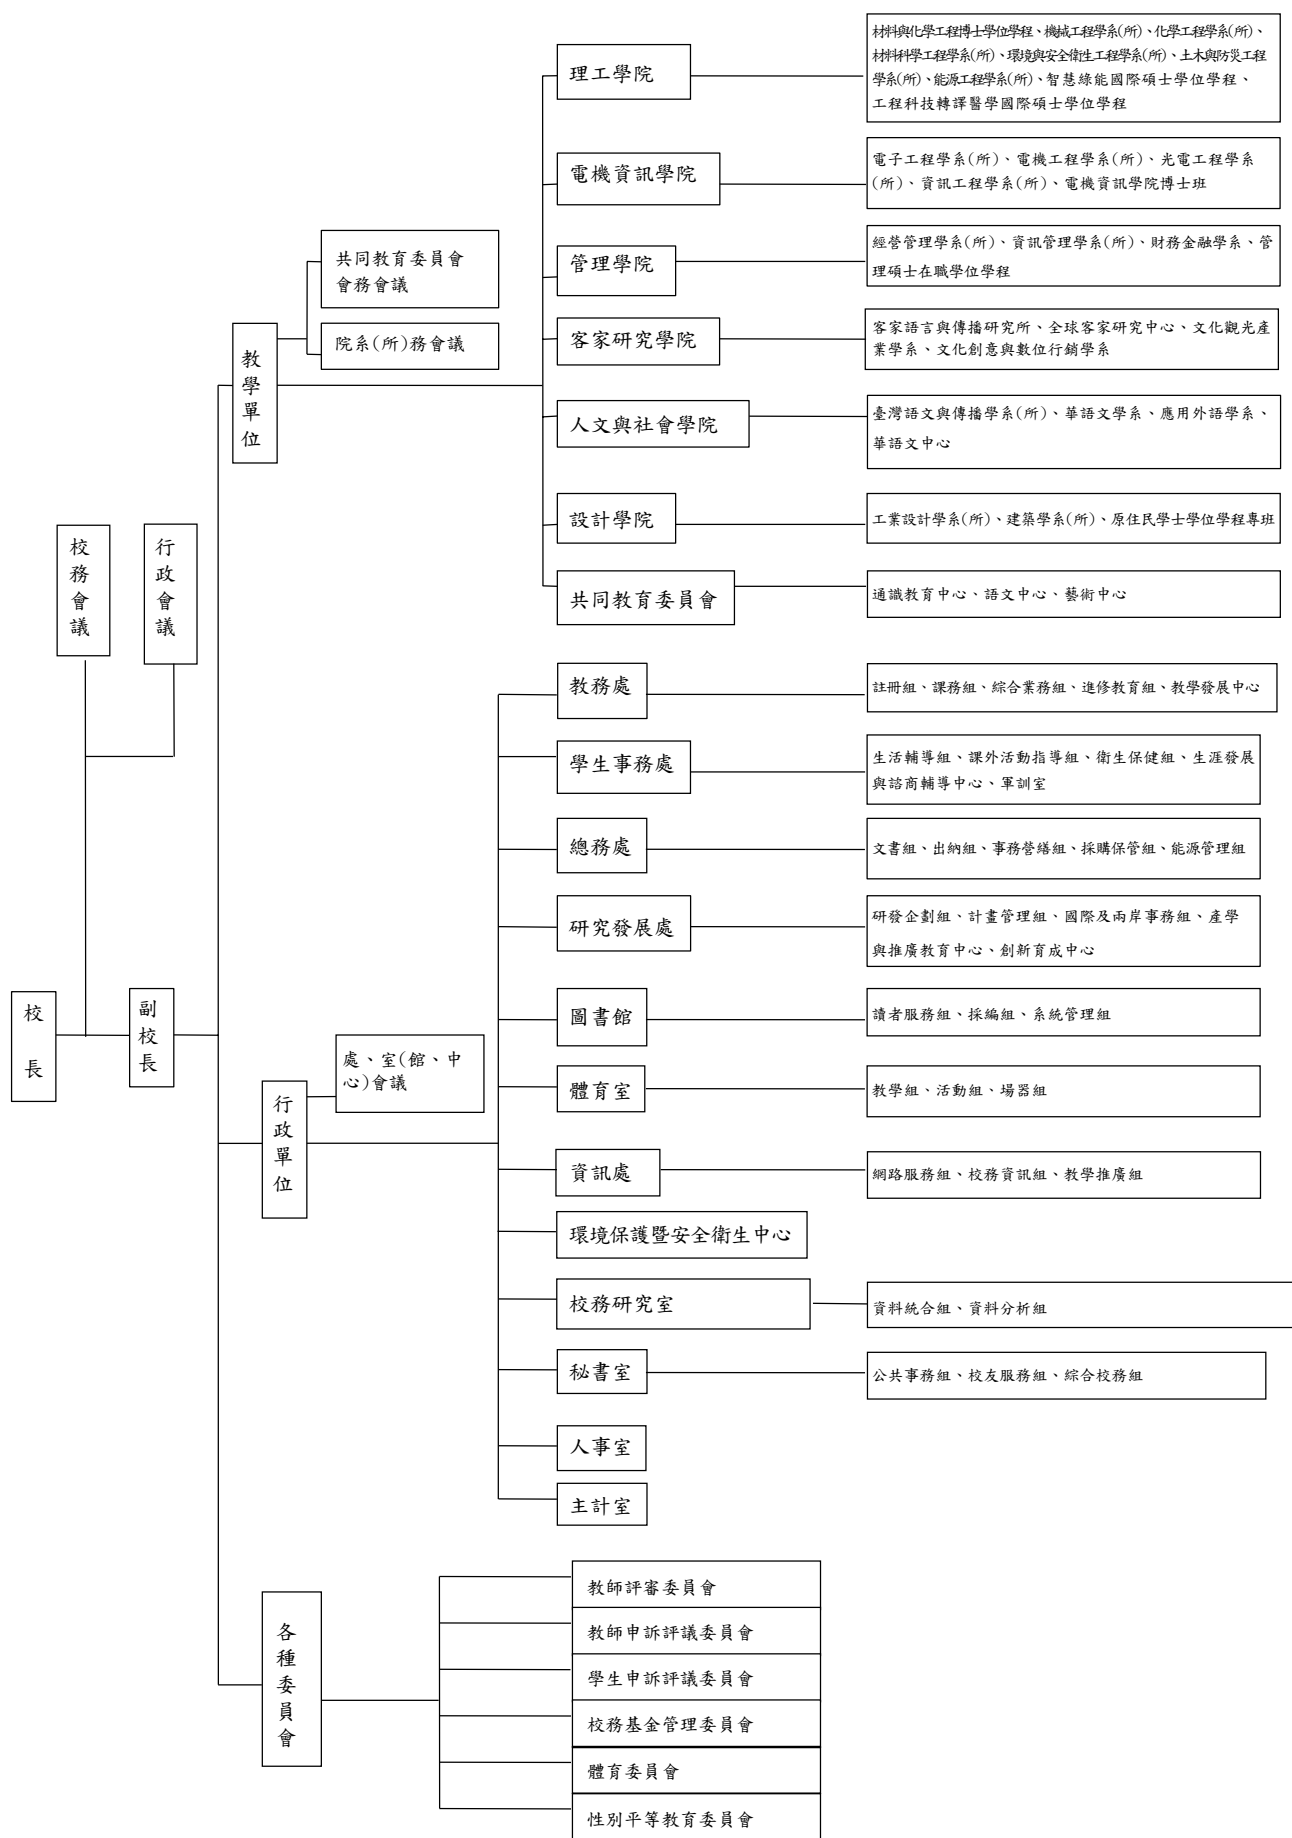 材料與化學工程博士學位學程、機械工程學系(所)、化學工程學系(所)、
材料科學工程學系(所)、環境與安全衛生工程學系(所)、土木與防災工程
學系(所)、能源工程學系(所)、智慧綠能國際碩士學位學程、
工程科技轉譯醫學國際碩士學位學程
理工學院
電機資訊學院
電子工程學系(所)、電機工程學系(所)、光電工程學系
(所)、資訊工程學系(所)、電機資訊學院博士班
管理學院
經營管理學系(所)、資訊管理學系(所)、財務金融學系、管
理碩士在職學位學程
共同教育委員會
會務會議
院系(所)務會議
教學單位
客家研究學院
客家語言與傳播研究所、全球客家研究中心、文化觀光產
業學系、文化創意與數位行銷學系
人文與社會學院
臺灣語文與傳播學系(所)、華語文學系、應用外語學系、
華語文中心
設計學院
工業設計學系(所)、建築學系(所)、原住民學士學位學程專班
共同教育委員會
通識教育中心、語文中心、藝術中心
校務會議
行政會議
教務處
註冊組、課務組、綜合業務組、進修教育組、教學發展中心
學生事務處
生活輔導組、課外活動指導組、衛生保健組、生涯發展
與諮商輔導中心、軍訓室
總務處
文書組、出納組、事務營繕組、採購保管組、能源管理組
研究發展處
研發企劃組、計畫管理組、國際及兩岸事務組、產學
與推廣教育中心、創新育成中心
校長
副校長
圖書館
讀者服務組、採編組、系統管理組
處、室(館、中
心)會議
行政單位
體育室
教學組、活動組、場器組
資訊處
網路服務組、校務資訊組、教學推廣組
環境保護暨安全衛生中心
校務研究室
資料統合組、資料分析組
秘書室
公共事務組、校友服務組、綜合校務組
人事室
主計室
各種委員會
教師評審委員會
教師申訴評議委員會
學生申訴評議委員會
校務基金管理委員會
體育委員會
性別平等教育委員會